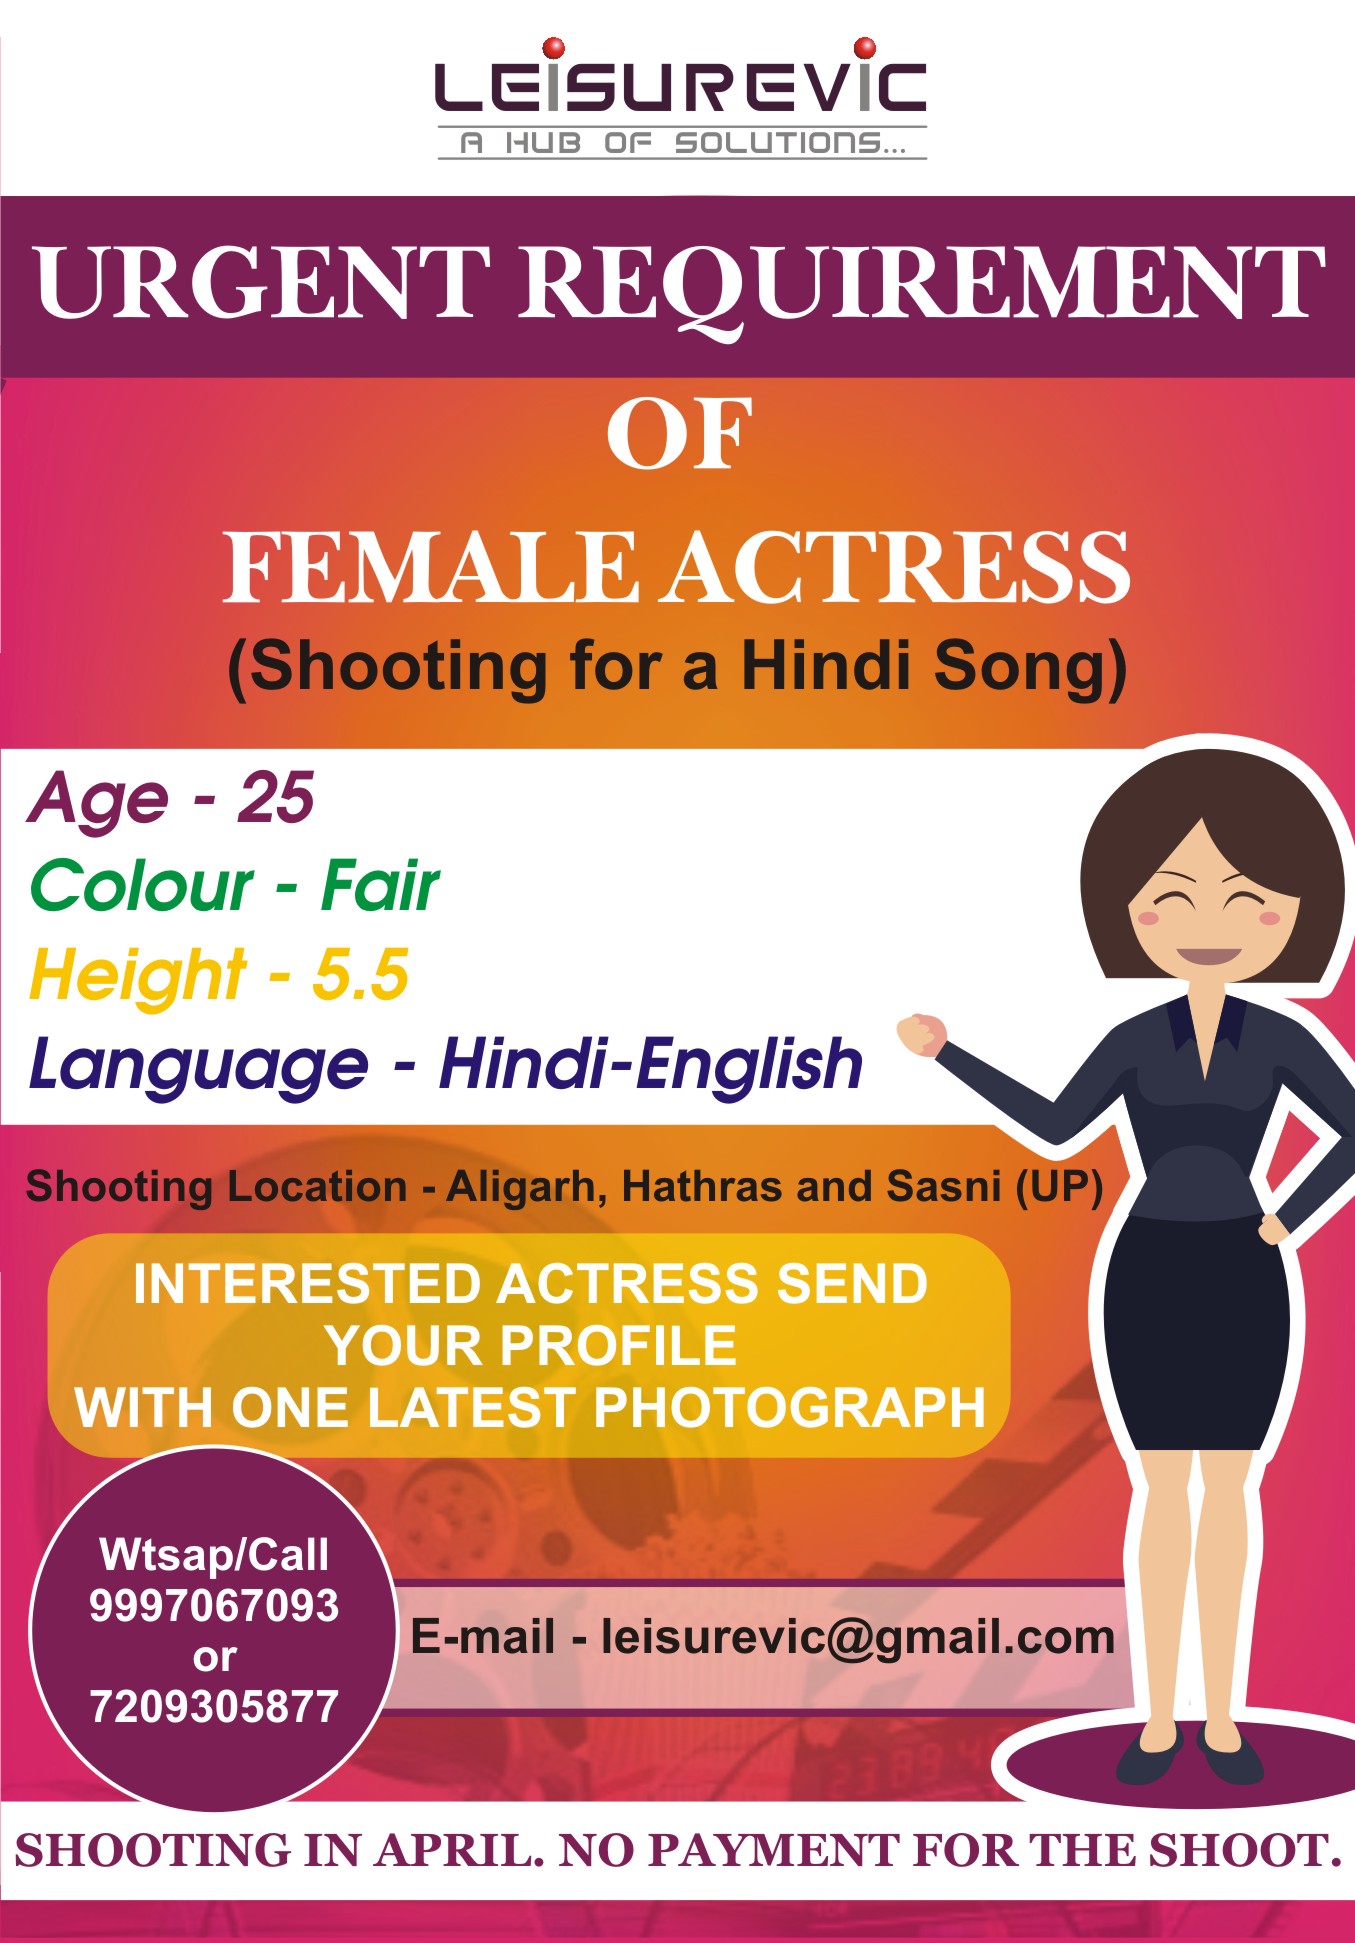 LEiSUREViC
A HUB OF SOLUTIONS...
URGENT REQUIREMENT
OF
FEMALE ACTRESS
(Shooting for a Hindi Song)
Age - 25
Colour - Fair
Height - 5.5
Language - Hindi-English
Shooting Location - Aligarh, Hathras and Sasni (UP)
INTERESTED ACTRESS SEND
YOUR PROFILE
WITH ONE LATEST PHOTOGRAPH
Wtsap/Call
9997067093
or
7209305877
E-mail - leisurevic@gmail.com
SHOOTING IN APRIL. NO PAYMENT FOR THE SHOOT.